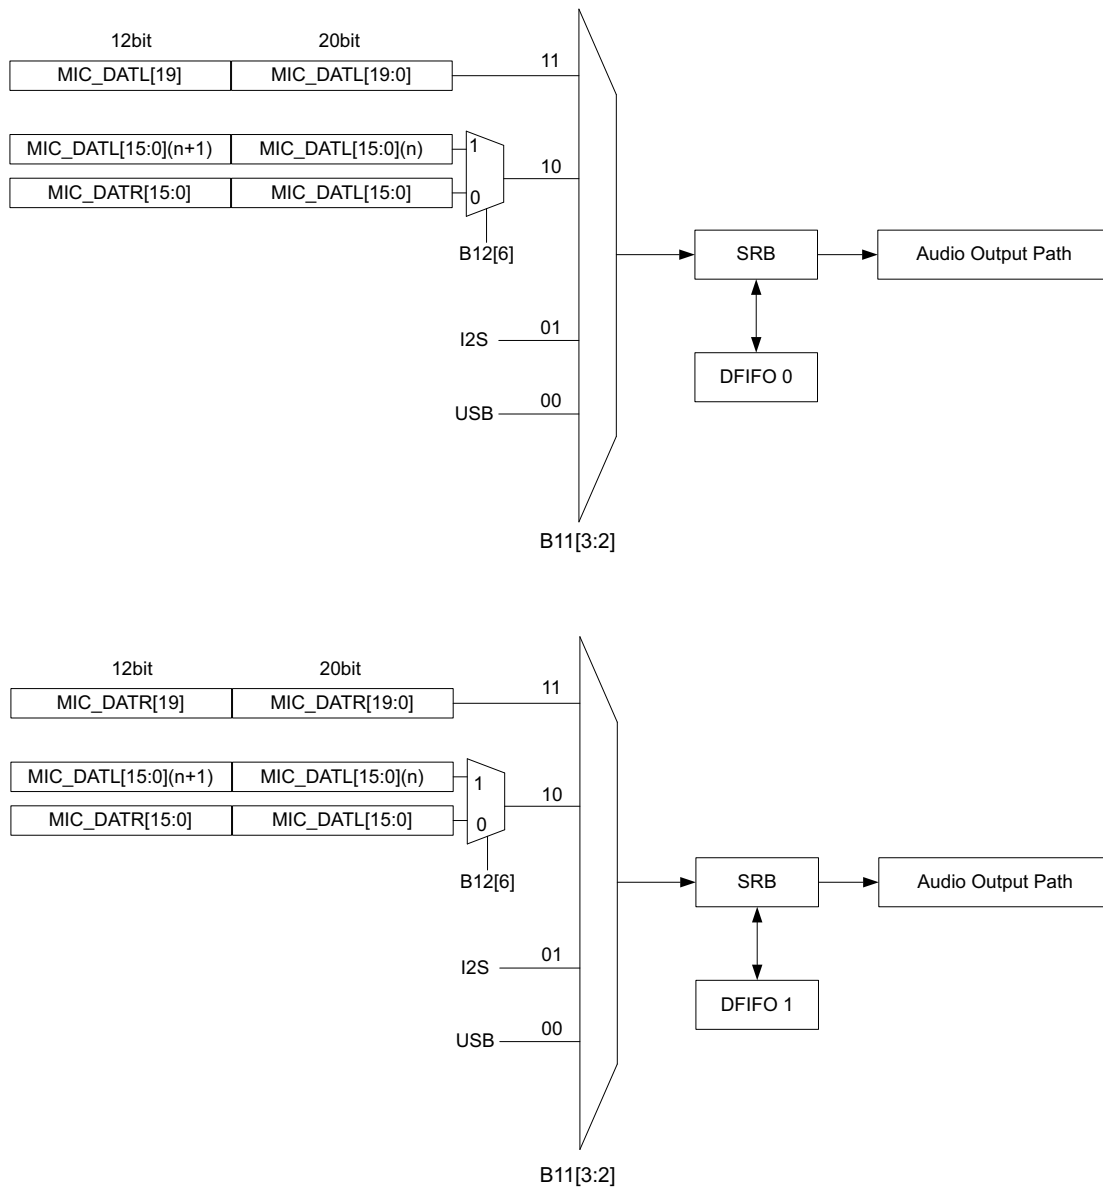 12bit 20bit
MIC_DATL[19] MIC_DATL[19:0] 11
MIC_DATL[15:0](n+1) MIC_DATL[15:0](n) 1
10
MIC_DATR[15:0] MIC_DATL[15:0] 0
B12[6] SRB Audio Output Path
I2S 01
DFIFO 0
USB 00
B11[3:2]
12bit 20bit
MIC_DATR[19] MIC_DATR[19:0] 11
MIC_DATL[15:0](n+1) MIC_DATL[15:0](n) 1
10
MIC_DATR[15:0] MIC_DATL[15:0] 0
B12[6] SRB Audio Output Path
I2S 01
DFIFO 1
USB 00
B11[3:2]